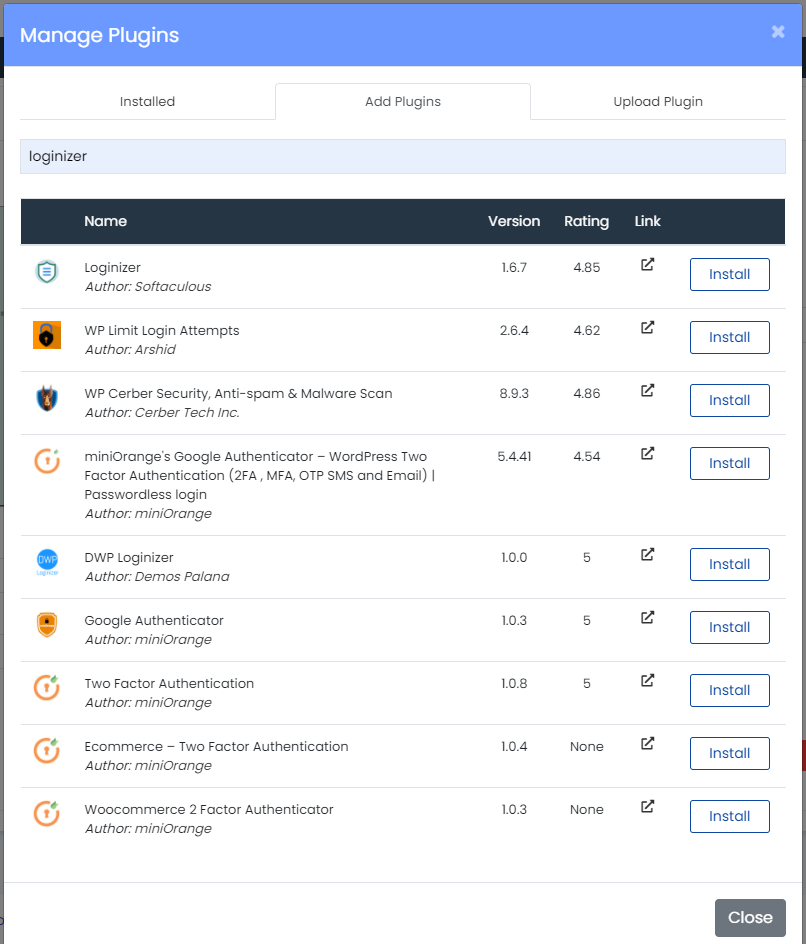 Manage Plugins
×
Installed
Add Plugins
Upload Plugin
loginizer
Name Version Rating Link
Loginizer 1.6.7 4.85 Install
Author: Softaculous
WP Limit Login Attempts 2.6.4 4.62 Install
Author: Arshid
WP Cerber Security, Anti-spam & Malware Scan 8.9.3 4.86 Install
Author: Cerber Tech Inc.
miniOrange's Google Authenticator – WordPress Two 5.4.41 4.54 Install
Factor Authentication (2FA , MFA, OTP SMS and Email) |
Passwordless login
Author: miniOrange
DWP
Loginizer
DWP Loginizer 1.0.0 5 Install
Author: Demos Palana
Google Authenticator 1.0.3 5 Install
Author: miniOrange
Two Factor Authentication 1.0.8 5 Install
Author: miniOrange
Ecommerce – Two Factor Authentication 1.0.4 None Install
Author: miniOrange
Woocommerce 2 Factor Authenticator 1.0.3 None Install
Author: miniOrange
Close